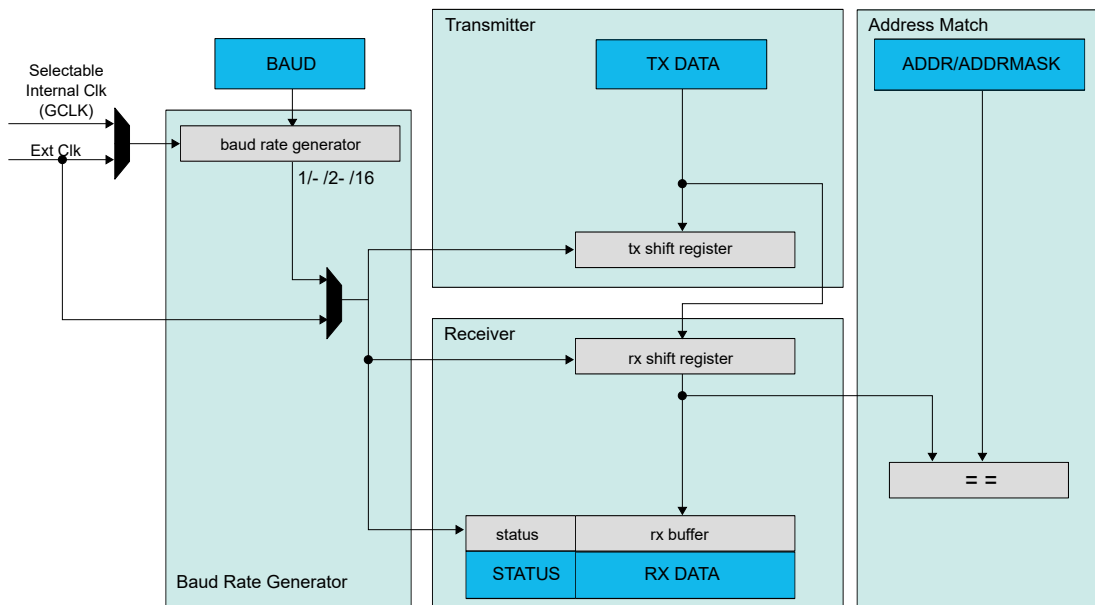 Transmitter
Address Match
BAUD
TX DATA
ADDR/ADDRMASK
Selectable
Internal Clk
(GCLK)
baud rate generator
Ext Clk
1/- /2- /16
tx shift register
Receiver
rx shift register
= =
status
rx buffer
STATUS
RX DATA
Baud Rate Generator